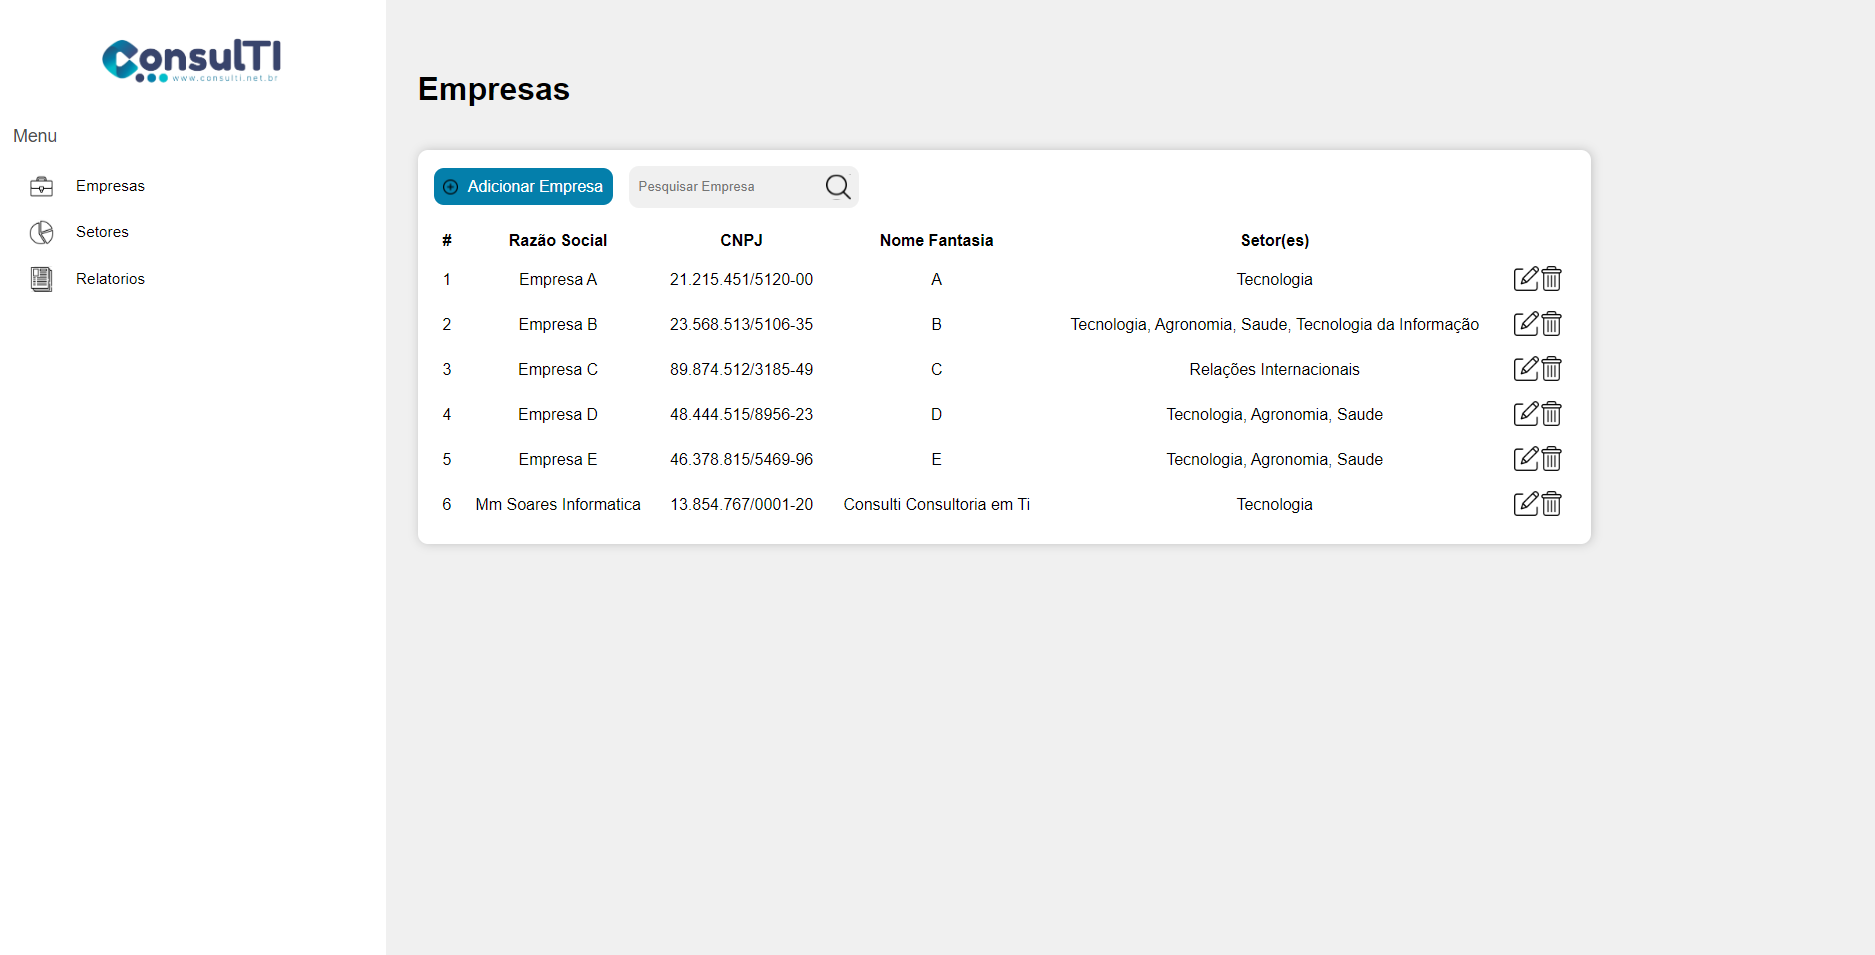 ConsulTI
www.consulti.net.br
Menu
Empresas
Setores
Relatorios
Empresas
Adicionar Empresa Pesquisar Empresa
# Razão Social CNPJ Nome Fantasia Setor(es)
1 Empresa A 21.215.451/5120-00 A Tecnologia
2 Empresa B 23.568.513/5106-35 B Tecnologia, Agronomia, Saude, Tecnologia da Informação
3 Empresa C 89.874.512/3185-49 C Relações Internacionais
4 Empresa D 48.444.515/8956-23 D Tecnologia, Agronomia, Saude
5 Empresa E 46.378.815/5469-96 E Tecnologia, Agronomia, Saude
6 Mm Soares Informatica 13.854.767/0001-20 Consulti Consultoria em Ti Tecnologia